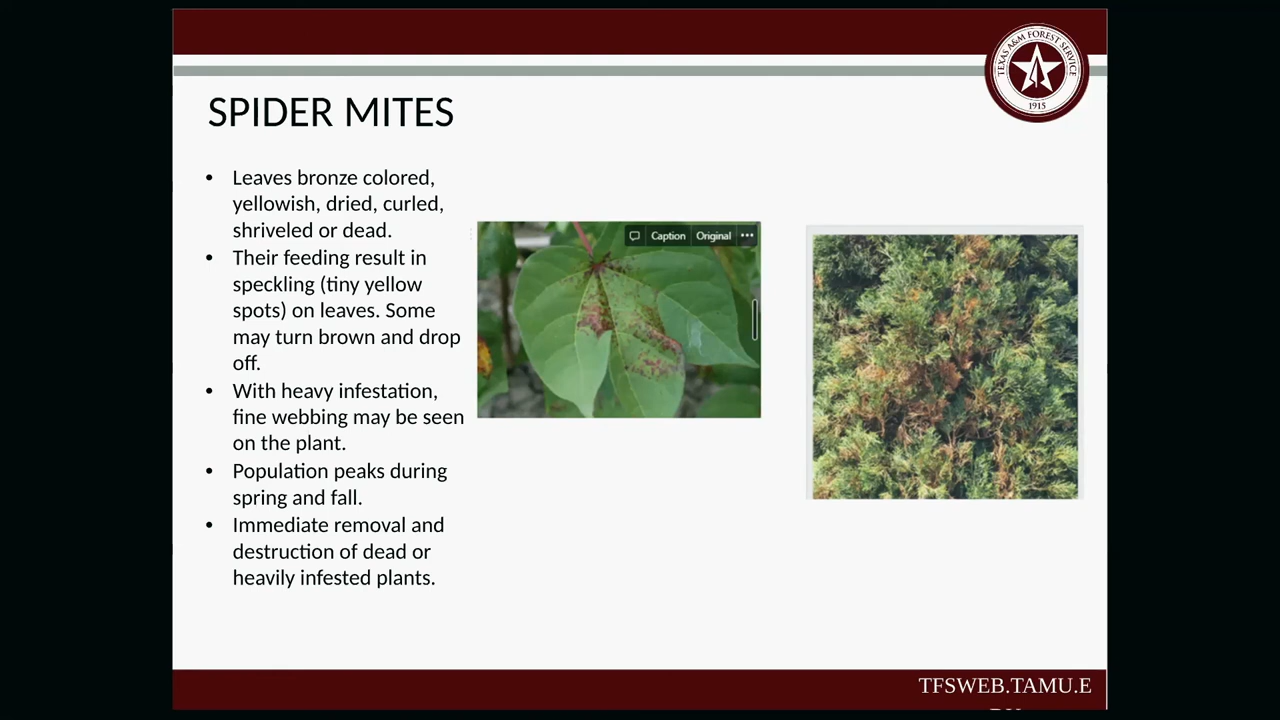 TEXAS A&M FOREST SERVICE
1915
SPIDER MITES
• Leaves bronze colored,
yellowish, dried, curled,
shriveled or dead.
• Their feeding result in
speckling (tiny yellow
spots) on leaves. Some
may turn brown and drop
off.
• With heavy infestation,
fine webbing may be seen
on the plant.
• Population peaks during
spring and fall.
• Immediate removal and
destruction of dead or
heavily infested plants.
Caption Original •••
TFSWEB.TAMU.E